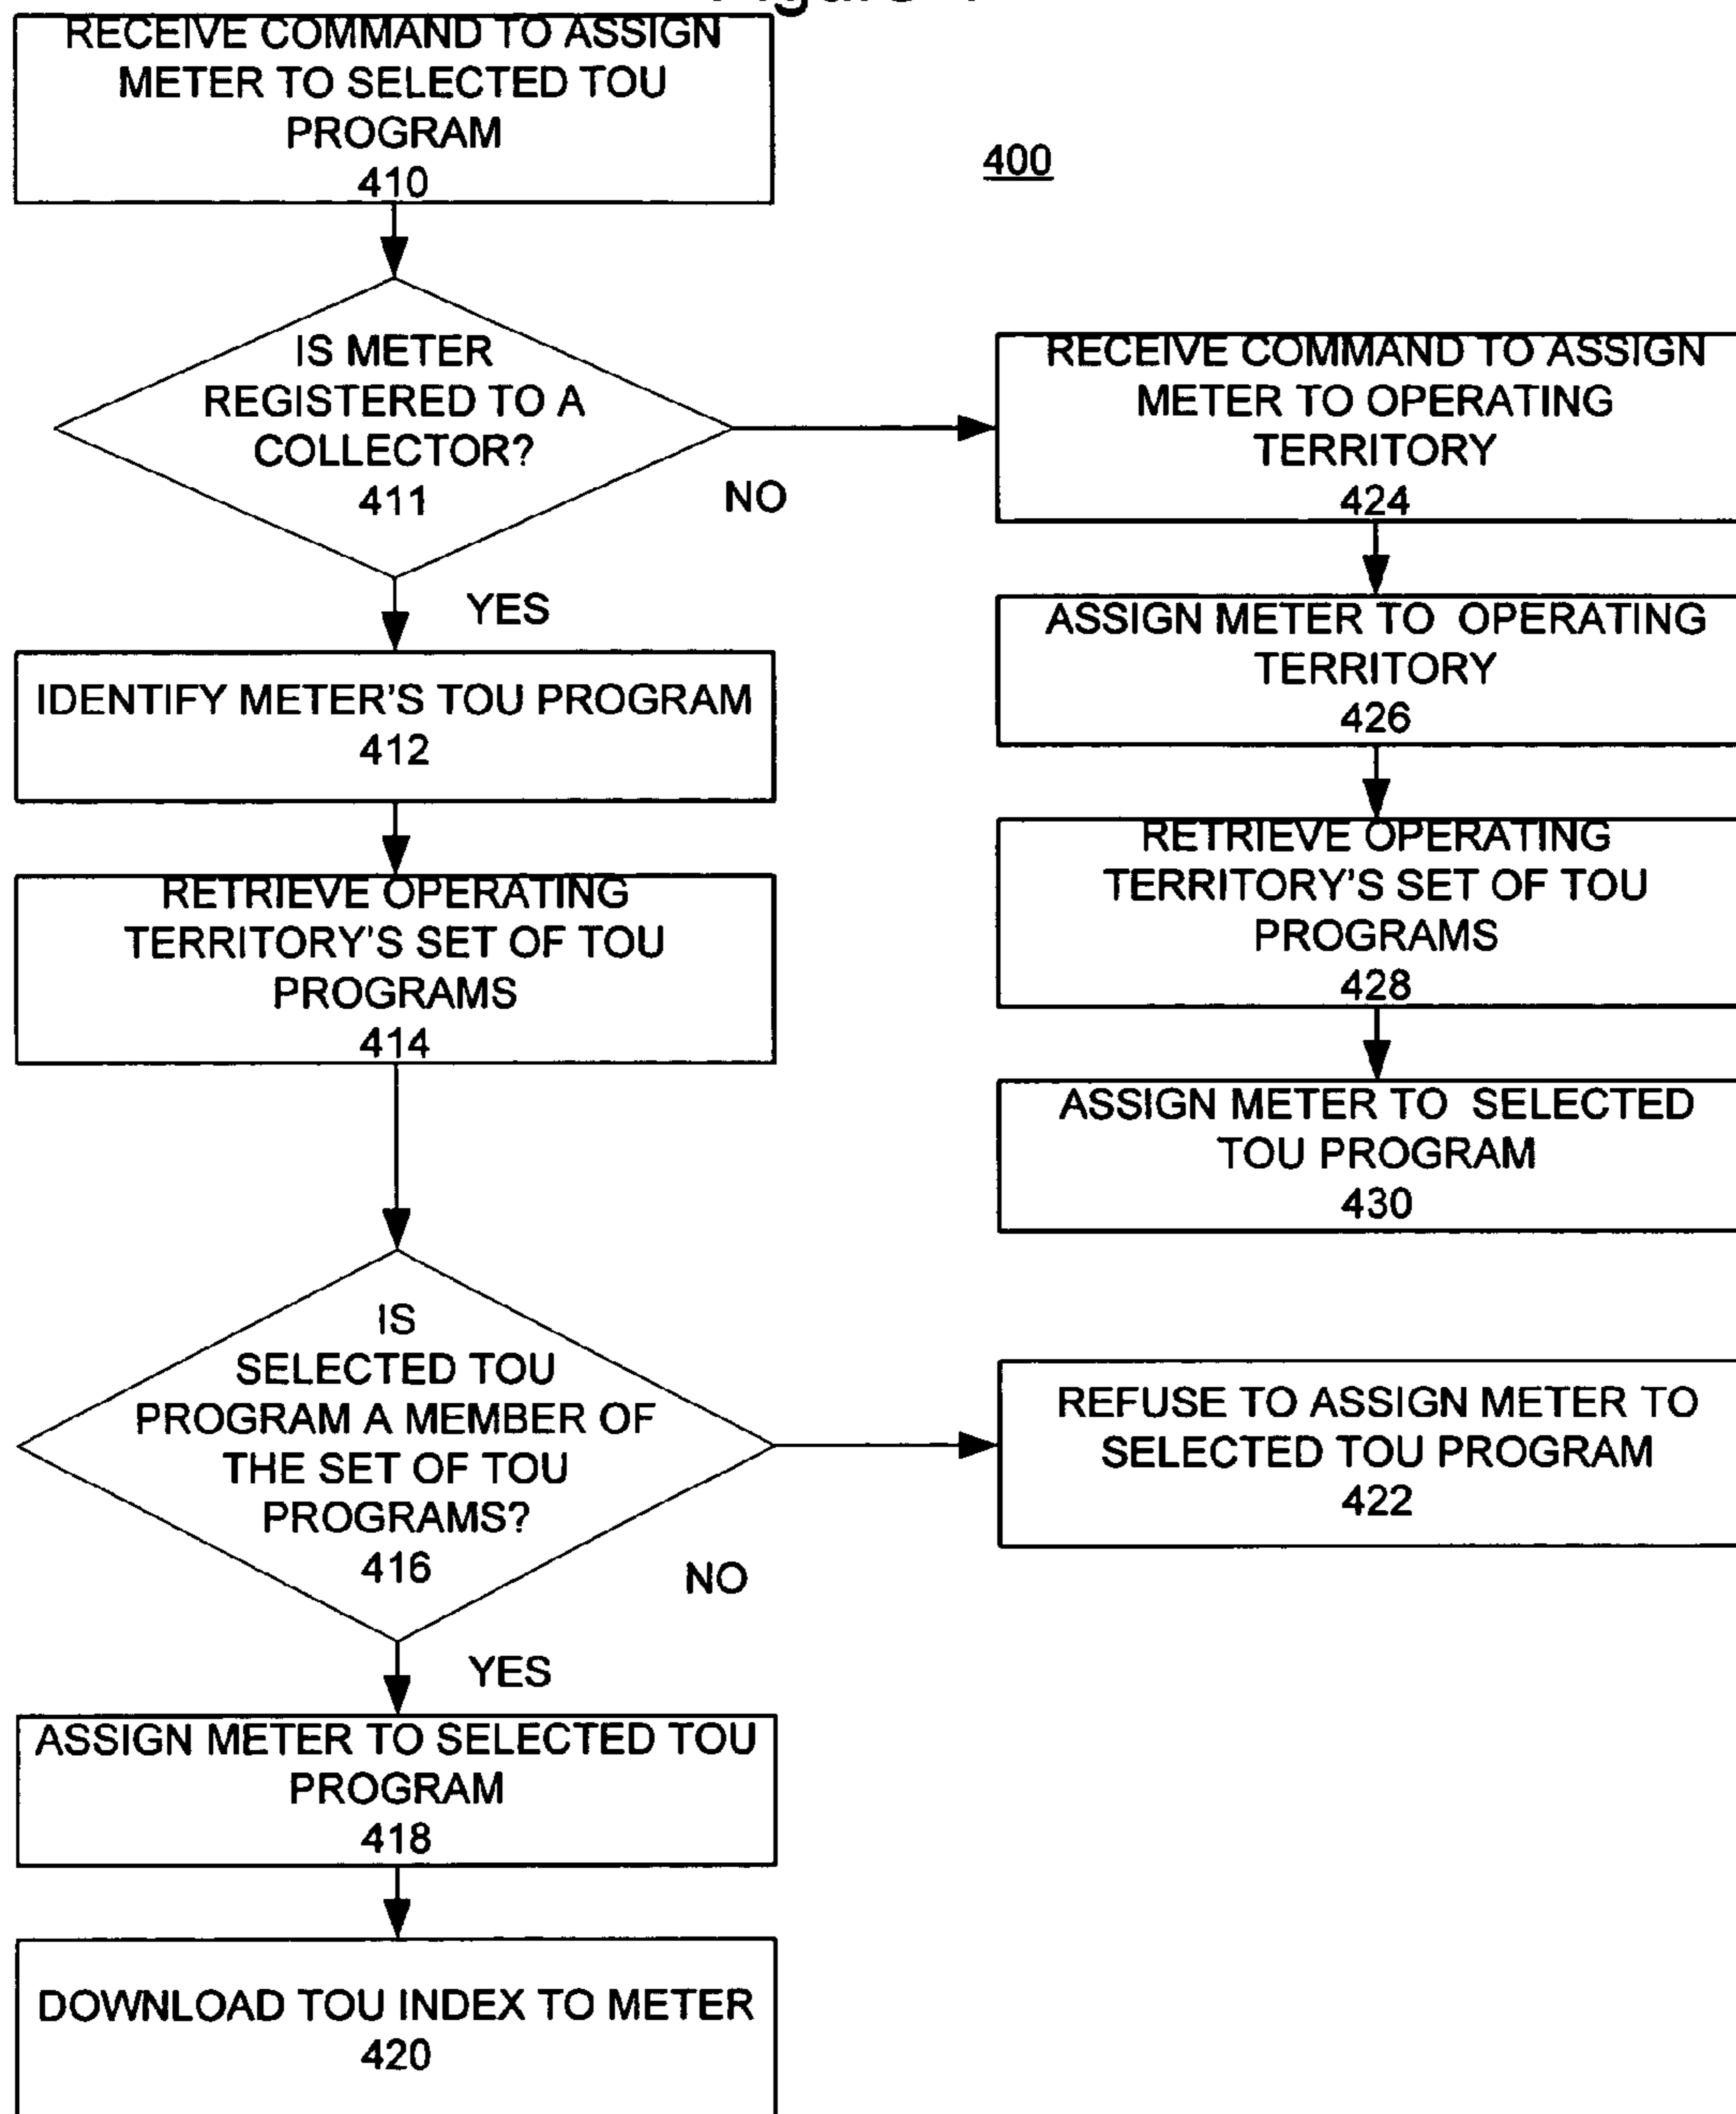 RECEIVE COMMAND TO ASSIGN
METER TO SELECTED TOU
PROGRAM
410
400
IS METER
REGISTERED TO A
COLLECTOR?
411
NO
YES
RECEIVE COMMAND TO ASSIGN
METER TO OPERATING
TERRITORY
424
ASSIGN METER TO OPERATING
TERRITORY
426
RETRIEVE OPERATING
TERRITORY'S SET OF TOU
PROGRAMS
428
ASSIGN METER TO SELECTED
TOU PROGRAM
430
IDENTIFY METER'S TOU PROGRAM
412
RETRIEVE OPERATING
TERRITORY'S SET OF TOU
PROGRAMS
414
IS
SELECTED TOU
PROGRAM A MEMBER OF
THE SET OF TOU
PROGRAMS?
416
NO
YES
REFUSE TO ASSIGN METER TO
SELECTED TOU PROGRAM
422
ASSIGN METER TO SELECTED TOU
PROGRAM
418
DOWNLOAD TOU INDEX TO METER
420